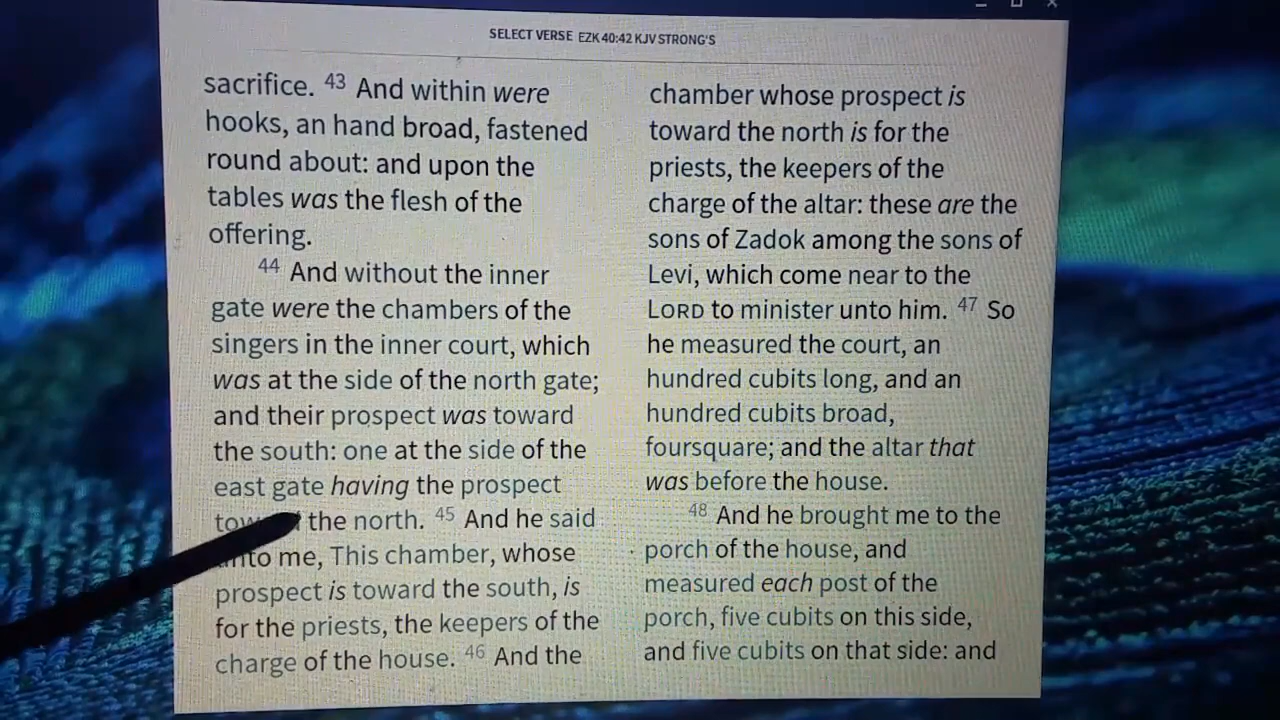 SELECT VERSE EZK 40:42 KJV STRONG'S
sacrifice. 43 And within were
hooks, an hand broad, fastened
round about: and upon the
tables was the flesh of the
offering.
44 And without the inner
gate were the chambers of the
singers in the inner court, which
was at the side of the north gate;
and their prospect was toward
the south: one at the side of the
east gate having the prospect
the north. 45 And he said
unto me, This chamber, whose
prospect is toward the south, is
for the priests, the keepers of the
charge of the house. 46 And the
chamber whose prospect is
toward the north is for the
priests, the keepers of the
charge of the altar: these are the
sons of Zadok among the sons of
Levi, which come near to the
LORD to minister unto him. 47 So
he measured the court, an
hundred cubits long, and an
hundred cubits broad,
foursquare; and the altar that
was before the house.
48 And he brought me to the
porch of the house, and
measured each post of the
porch, five cubits on this side,
and five cubits on that side: and